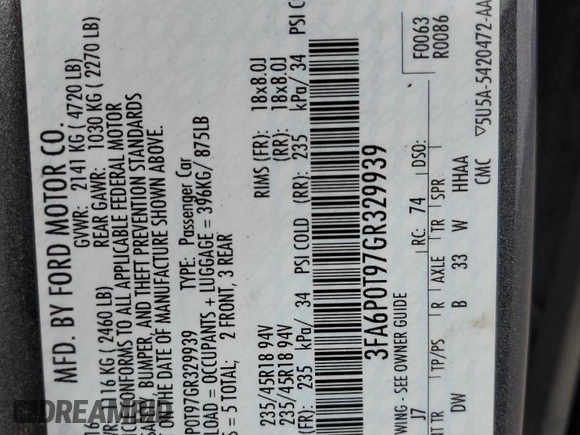 MFD. BY FORD MOTOR CO.
GVWR: 2141 KG ( 4720 LB)
1116 KG ( 2460 LB) REAR GAWR: 1030 KG ( 2270 LB)
CONFORMS TO ALL APPLICABLE FEDERAL MOTOR
BUMPER, AND THEFT PREVENTION STANDARDS
THE DATE OF MANUFACTURE SHOWN ABOVE.
P0T97GR329939 TYPE: Passenger Car
LOAD = OCCUPANTS + LUGGAGE = 396KG/ 875LB
= 5 TOTAL; 2 FRONT, 3 REAR
235/45R18 94V RIMS (FR): 18x8.0J
235/45R18 94V (RR): 18x8.0J
(FR): 235 kPa/ 34 PSI COLD (RR): 235 kPa/ 34 PSI
3FA6P0T97GR329939
WING - SEE OWNER GUIDE
J7 RC: 74 DSO: F0063
R0086
TP/PS R AXLE TR SPR
DW B 33 W HHAA
CMC ▽5U5A-5420472-AA
DREAMBID